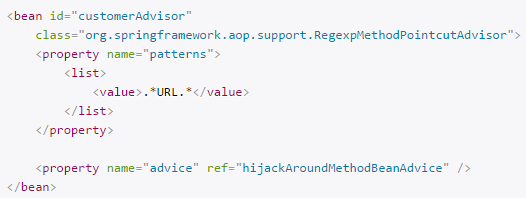 <bean id="customerAdvisor"
    class="org.springframework.aop.support.RegexpMethodPointcutAdvisor">
    <property name="patterns">
        <list>
            <value>.*URL.*</value>
        </list>
    </property>

    <property name="advice" ref="hijackAroundMethodBeanAdvice" />
</bean>